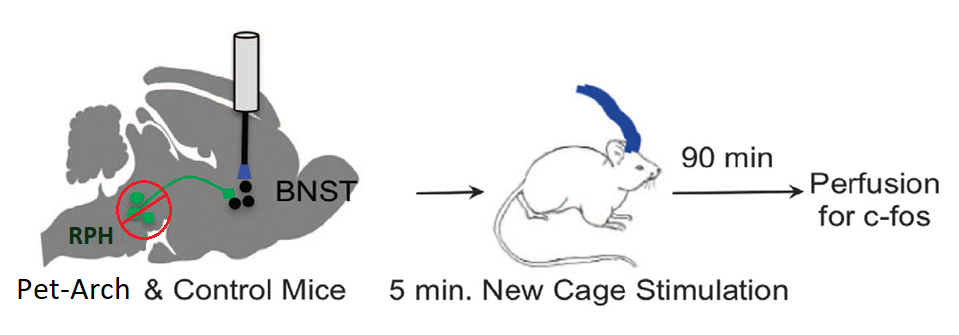 BNST
RPH
Pet-Arch & Control Mice
5 min. New Cage Stimulation
90 min
Perfusion
for c-fos